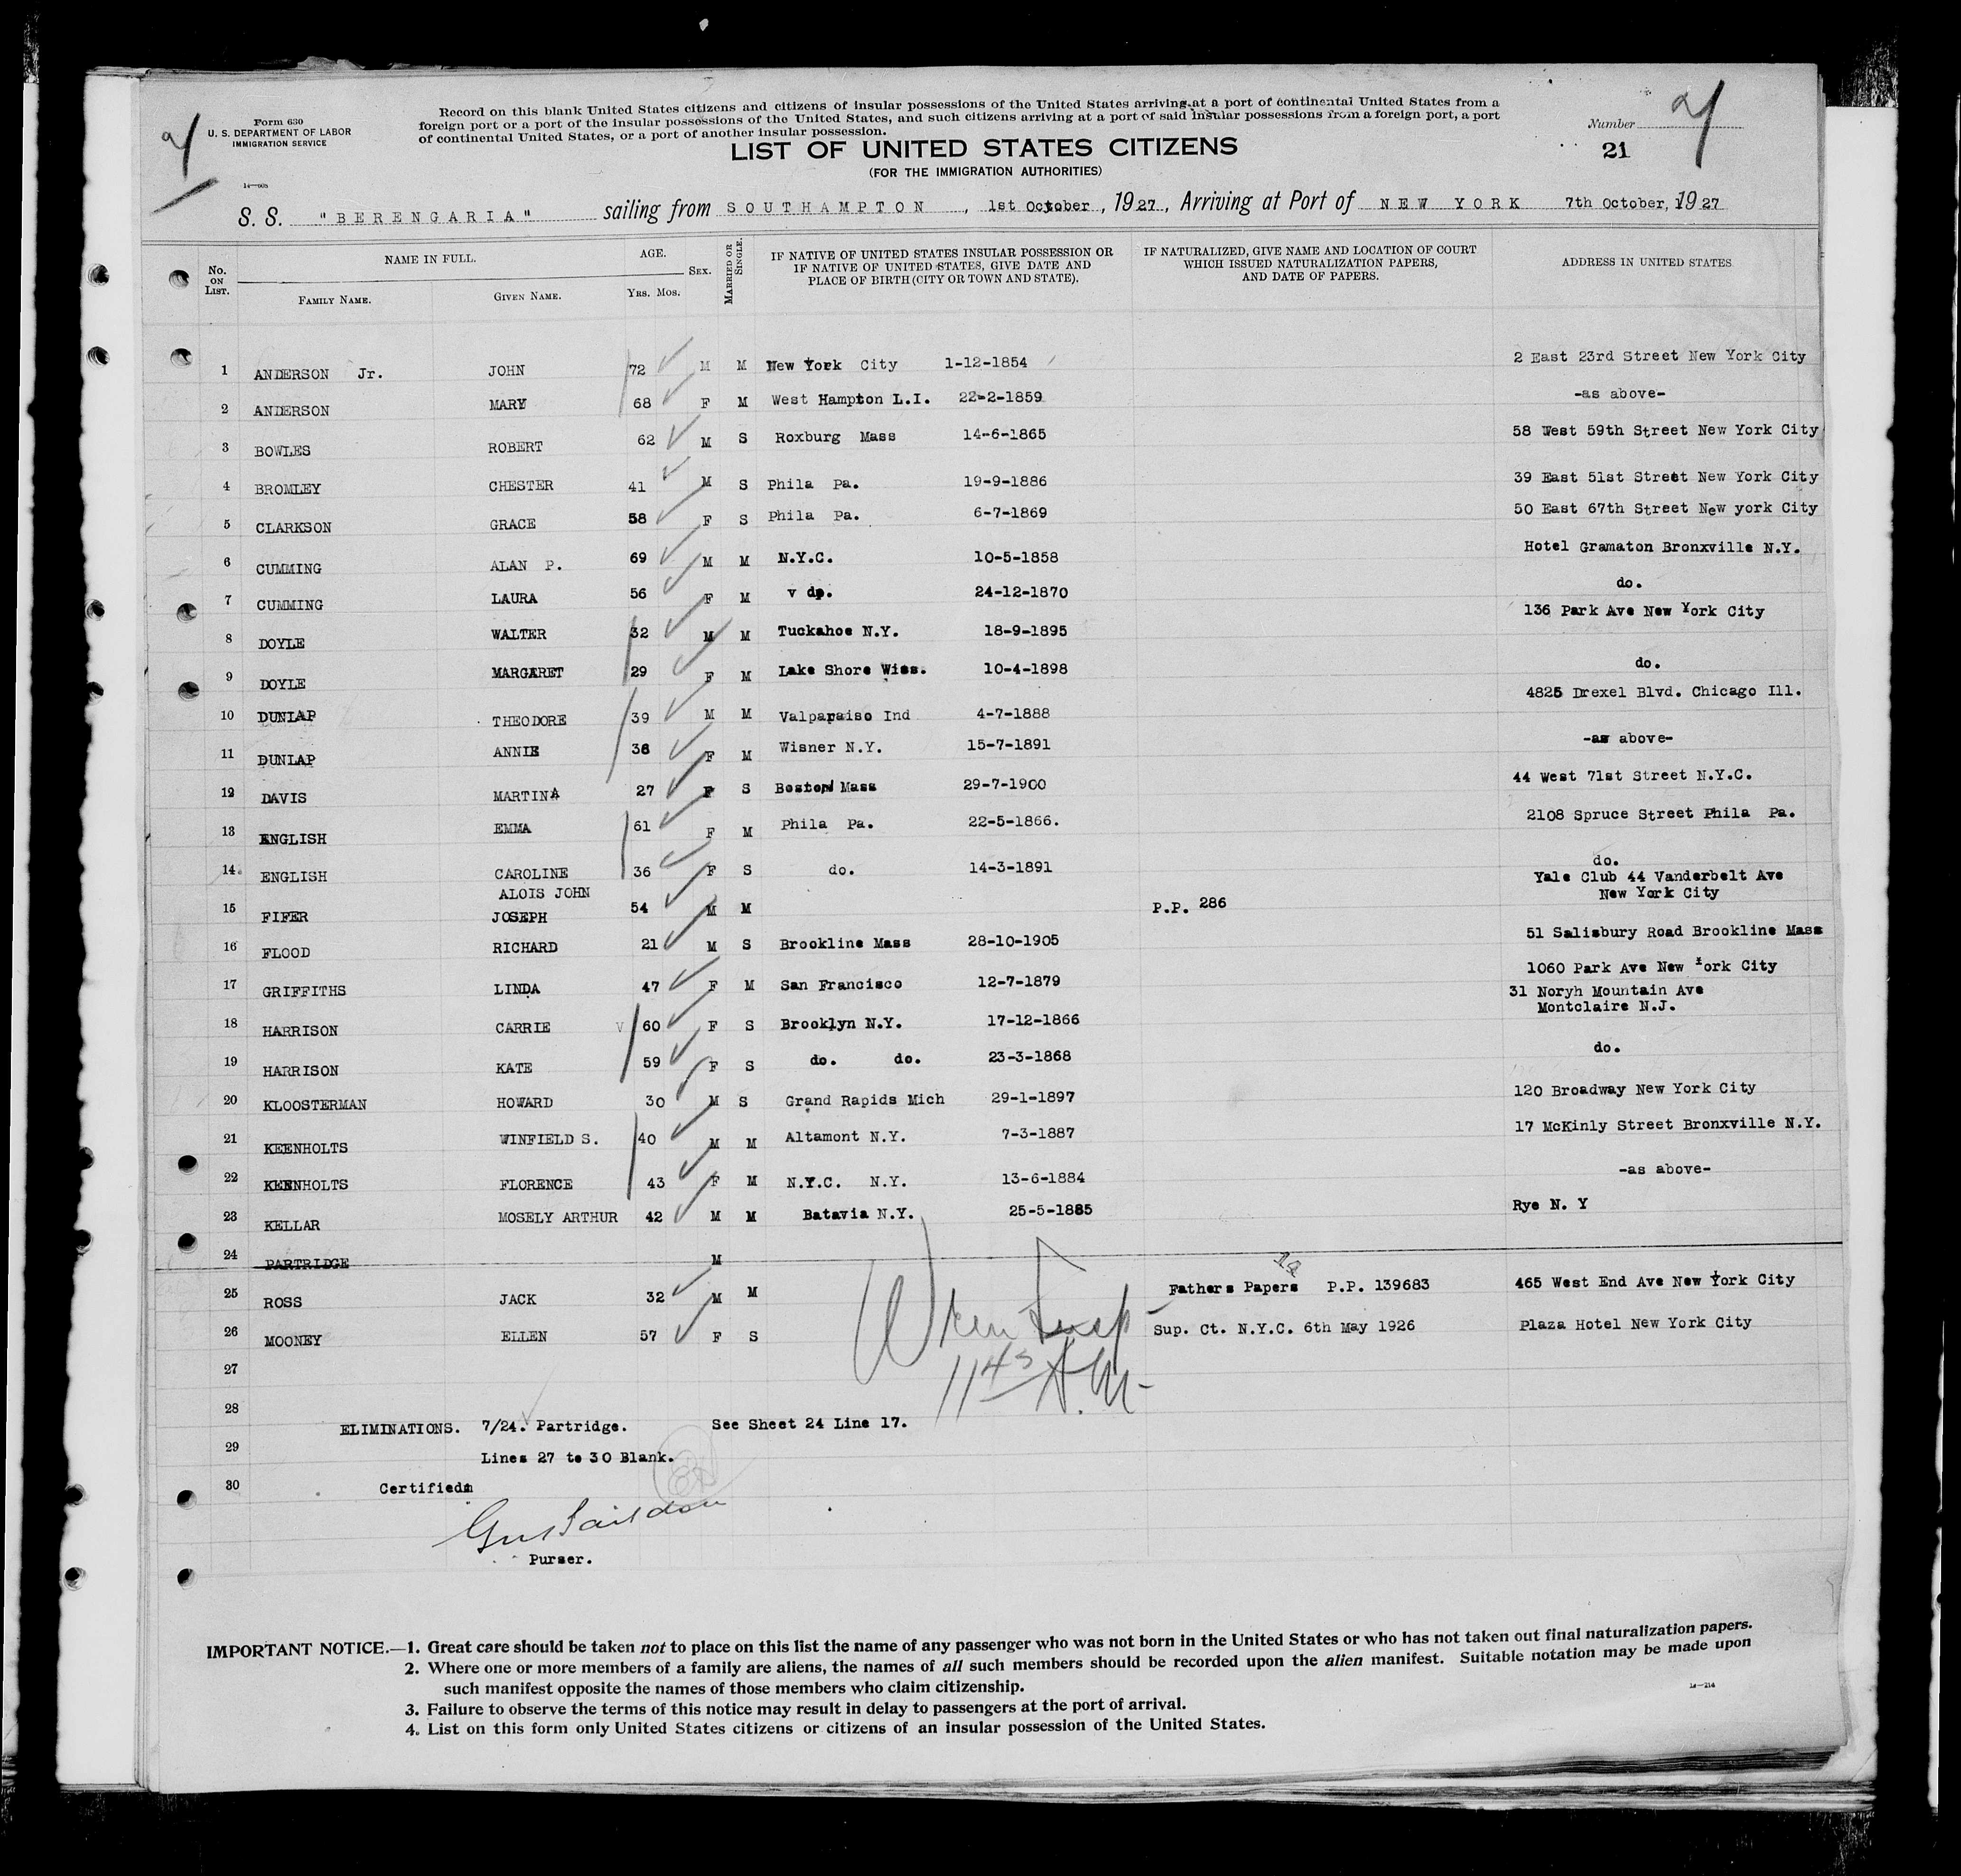 Form 630
U. S. DEPARTMENT OF LABOR
IMMIGRATION SERVICE
14—808
Record on this blank United States citizens and citizens of insular possessions of the United States arriving at a port of continental United States from a
foreign port or a port of the insular possessions of the United States, and such citizens arriving at a port of said insular possessions from a foreign port, a port
of continental United States, or a port of another insular possession.
LIST OF UNITED STATES CITIZENS
(FOR THE IMMIGRATION AUTHORITIES)
Number
21
S. S. "BERENGARIA" sailing from SOUTHAMPTON, 1st October, 1927, Arriving at Port of NEW YORK 7th October, 1927
No. ON LIST. NAME IN FULL. FAMILY NAME. GIVEN NAME. AGE. YRS. MOS. SEX. MARRIED OR SINGLE. IF NATIVE OF UNITED STATES INSULAR POSSESSION OR IF NATIVE OF UNITED STATES, GIVE DATE AND PLACE OF BIRTH (CITY OR TOWN AND STATE). IF NATURALIZED, GIVE NAME AND LOCATION OF COURT WHICH ISSUED NATURALIZATION PAPERS, AND DATE OF PAPERS. ADDRESS IN UNITED STATES
1 ANDERSON Jr. JOHN 72 M M New York City 1-12-1854 2 East 23rd Street New York City
2 ANDERSON MARY 68 F M West Hampton L.I. 22-2-1859 -as above-
3 BOWLES ROBERT 62 M S Roxburg Mass 14-6-1865 58 West 59th Street New York City
4 BROMLEY CHESTER 41 M S Phila Pa. 19-9-1886 39 East 51st Street New York City
5 CLARKSON GRACE 58 F S Phila Pa. 6-7-1869 50 East 67th Street New york City
6 CUMMING ALAN P. 69 M M N.Y.C. 10-5-1858 Hotel Gramaton Bronxville N.Y.
7 CUMMING LAURA 56 F M v do. 24-12-1870 do.
8 DOYLE WALTER 32 M M Tuckahoe N.Y. 18-9-1895 136 Park Ave New York City
9 DOYLE MARGARET 29 F M Lake Shore Wiss. 10-4-1898 do.
10 DUNLAP THEODORE 39 M M Valparaiso Ind 4-7-1888 4825 Drexel Blvd. Chicago Ill.
11 DUNLAP ANNIE 36 F M Wisner N.Y. 15-7-1891 -as above-
12 DAVIS MARTINA 27 F S Boston Mass 29-7-1900 44 West 71st Street N.Y.C.
13 ENGLISH EMMA 61 F M Phila Pa. 22-5-1866. 2108 Spruce Street Phila Pa.
14 ENGLISH CAROLINE 36 F S do. 14-3-1891 do.
15 FIFER ALOIS JOHN JOSEPH 54 M M P.P. 286 Yale Club 44 Vanderbelt Ave New York City
16 FLOOD RICHARD 21 M S Brookline Mass 28-10-1905 51 Salisbury Road Brookline Mass
17 GRIFFITHS LINDA 47 F M San Francisco 12-7-1879 1060 Park Ave New York City
18 HARRISON CARRIE 60 F S Brooklyn N.Y. 17-12-1866 31 Noryh Mountain Ave Montclaire N.J.
19 HARRISON KATE 59 F S do. do. 23-3-1868 do.
20 KLOOSTERMAN HOWARD 30 M S Grand Rapids Mich 29-1-1897 120 Broadway New York City
21 KEENHOLTS WINFIELD S. 40 M M Altamont N.Y. 7-3-1887 17 McKinly Street Bronxville N.Y.
22 KEENHOLTS FLORENCE 43 F M N.Y.C. N.Y. 13-6-1884 -as above-
23 KELLAR MOSELY ARTHUR 42 M M Batavia N.Y. 25-5-1885 Rye N. Y
24 PARTRIDGE M
25 ROSS JACK 32 M M Fathers Papers P.P. 139683 465 West End Ave New York City
26 MOONEY ELLEN 57 F S Sup. Ct. N.Y.C. 6th May 1926 Plaza Hotel New York City
27
11 45 A.M.
28
ELIMINATIONS. 7/24. Partridge. See Sheet 24 Line 17.
29
Lines 27 to 30 Blank.
30
Certified
Purser.
IMPORTANT NOTICE.—1. Great care should be taken not to place on this list the name of any passenger who was not born in the United States or who has not taken out final naturalization papers.
2. Where one or more members of a family are aliens, the names of all such members should be recorded upon the alien manifest. Suitable notation may be made upon
such manifest opposite the names of those members who claim citizenship.
3. Failure to observe the terms of this notice may result in delay to passengers at the port of arrival.
4. List on this form only United States citizens or citizens of an insular possession of the United States.
14—214